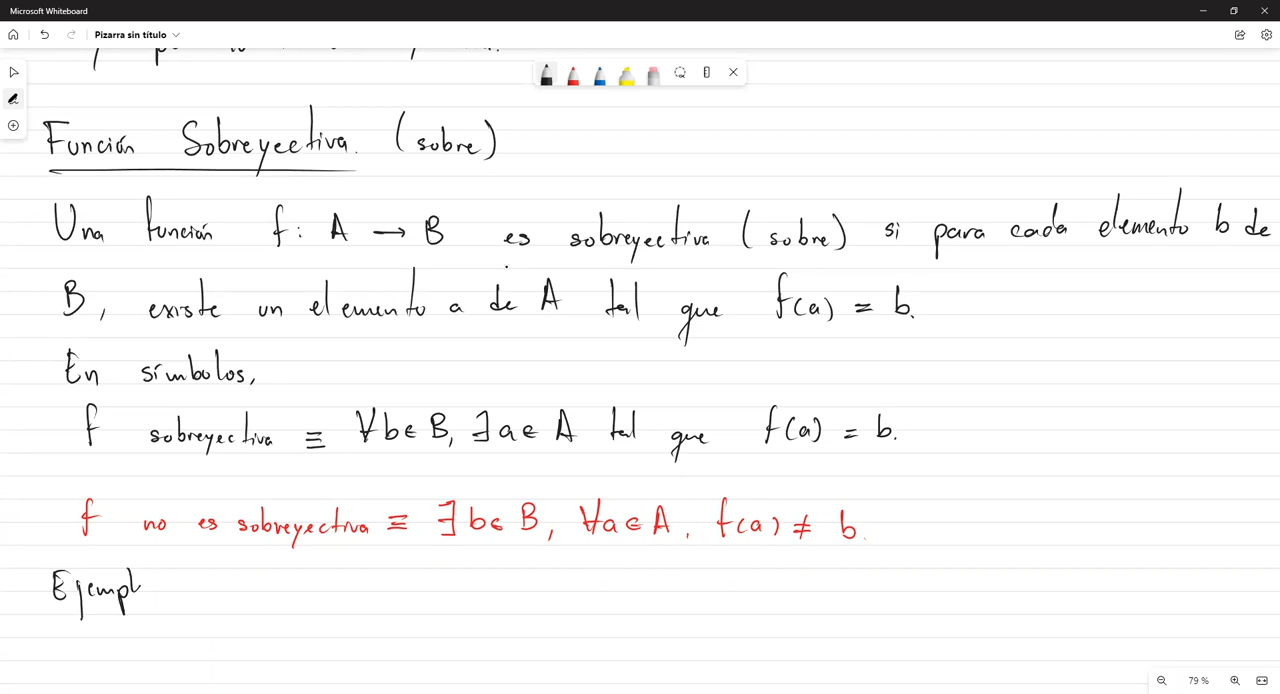 Microsoft Whiteboard
Pizarra sin título
Función Sobreyectiva. (sobre)
Una función f: A → B es sobreyectiva (sobre) si para cada elemento b de
B, existe un elemento a de A tal que f(a) = b.
En símbolos,
f sobreyectiva ≡ ∀b∈B, ∃a∈A tal que f(a) = b.
f no es sobreyectiva ≡ ∃b∈B, ∀a∈A, f(a) ≠ b.
Ejempl
79 %